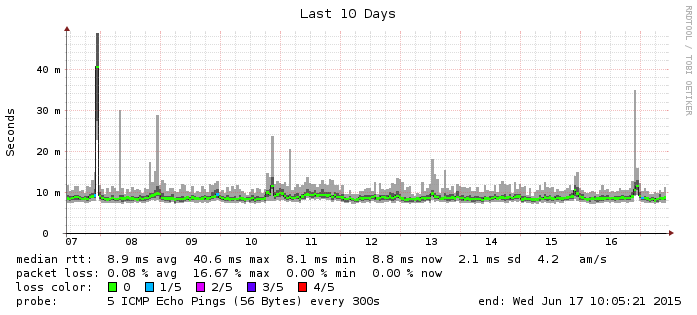 Last 10 Days
RRDTOOL / TOBI OETIKER
Seconds
40 m
30 m
20 m
10 m
0
07 08 09 10 11 12 13 14 15 16
median rtt: 8.9 ms avg 40.6 ms max 8.1 ms min 8.8 ms now 2.1 ms sd 4.2 am/s
packet loss: 0.08 % avg 16.67 % max 0.00 % min 0.00 % now
loss color: 0 1/5 2/5 3/5 4/5
probe: 5 ICMP Echo Pings (56 Bytes) every 300s end: Wed Jun 17 10:05:21 2015